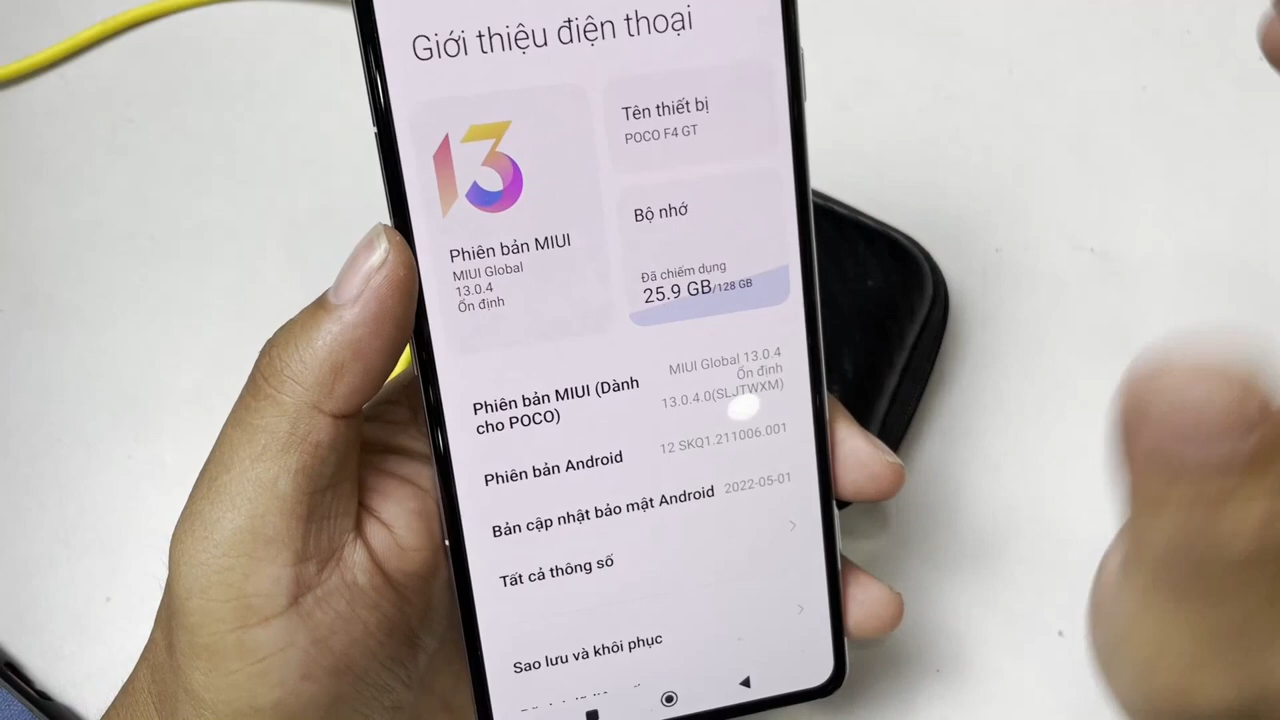 Giới thiệu điện thoại
13
Phiên bản MIUI
MIUI Global
13.0.4
Ổn định
Tên thiết bị
POCO F4 GT
Bộ nhớ
Đã chiếm dụng
25.9 GB/128 GB
Phiên bản MIUI (Dành
cho POCO)
MIUI Global 13.0.4
Ổn định
13.0.4.0(SLJTWXM)
Phiên bản Android
12 SKQ1.211006.001
Bản cập nhật bảo mật Android
2022-05-01
Tất cả thông số
Sao lưu và khôi phục